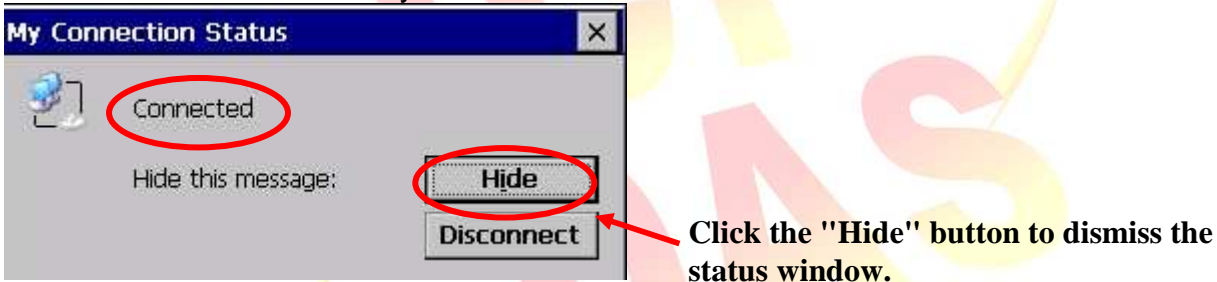 My Connection Status
Connected
Hide this message:
Hide
Disconnect
Click the "Hide" button to dismiss the
status window.